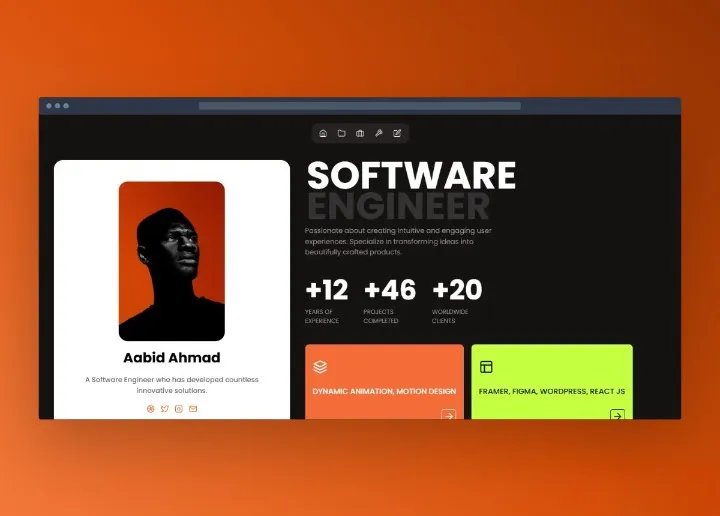 SOFTWARE
ENGINEER
Passionate about creating intuitive and engaging user
experiences. Specialize in transforming ideas into
beautifully crafted products.
+12
+46
+20
YEARS OF
EXPERIENCE
PROJECTS
COMPLETED
WORLDWIDE
CLIENTS
Aabid Ahmad
A Software Engineer who has developed countless
innovative solutions.
DYNAMIC ANIMATION, MOTION DESIGN
FRAMER, FIGMA, WORDPRESS, REACT JS